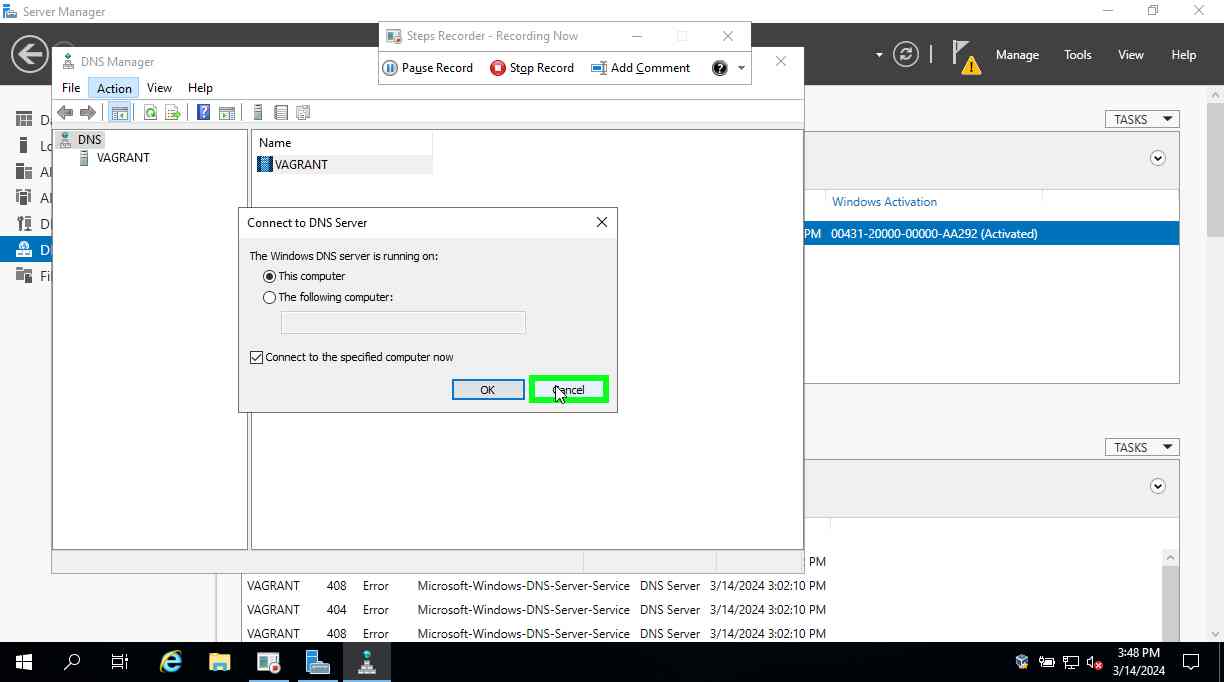 Server Manager
Steps Recorder - Recording Now
Pause Record
Stop Record
Add Comment
Manage
Tools
View
Help
DNS Manager
File
Action
View
Help
TASKS
DNS
VAGRANT
Name
VAGRANT
Windows Activation
PM 00431-20000-00000-AA292 (Activated)
Connect to DNS Server
The Windows DNS server is running on:
This computer
The following computer:
Connect to the specified computer now
OK
TASKS
PM
VAGRANT 408 Error Microsoft-Windows-DNS-Server-Service DNS Server 3/14/2024 3:02:10 PM
VAGRANT 404 Error Microsoft-Windows-DNS-Server-Service DNS Server 3/14/2024 3:02:10 PM
VAGRANT 408 Error Microsoft-Windows-DNS-Server-Service DNS Server 3/14/2024 3:02:10 PM
3:48 PM
3/14/2024